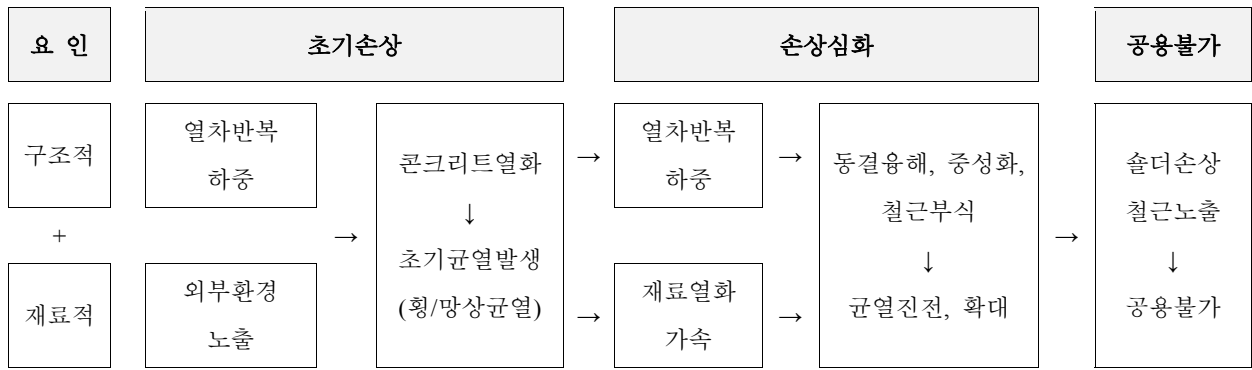 요 인
초기손상
손상심화
공용불가
구조적
+
재료적
열차반복
하중
외부환경
노출
→
콘크리트열화
↓
초기균열발생
(횡/망상균열)
→
→
열차반복
하중
재료열화
가속
→
→
동결융해, 중성화,
철근부식
↓
균열진전, 확대
→
숄더손상
철근노출
↓
공용불가